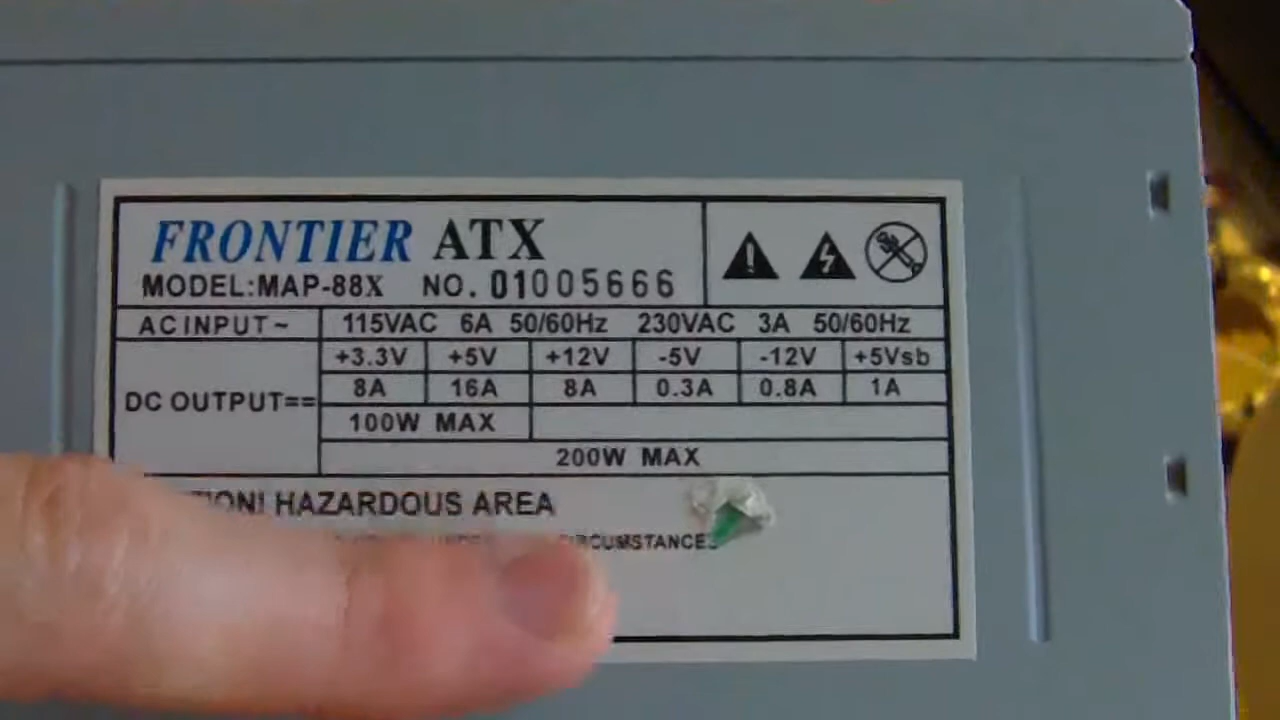 FRONTIER ATX
MODEL:MAP-88X NO. 01005666
AC INPUT~ 115VAC 6A 50/60Hz 230VAC 3A 50/60Hz
DC OUTPUT==
+3.3V +5V +12V -5V -12V +5Vsb
8A 16A 8A 0.3A 0.8A 1A
100W MAX
200W MAX
HAZARDOUS AREA